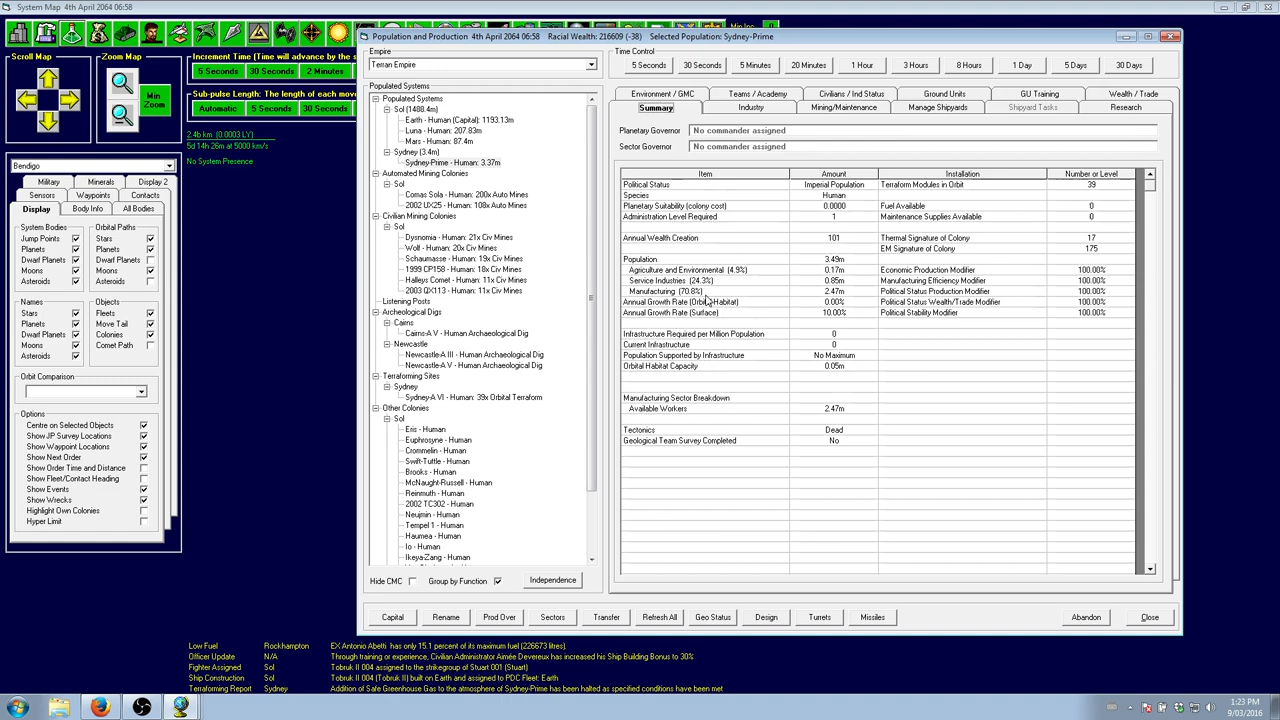 System Map   4th April 2064 06:58
Scroll Map
Zoom Map
Min
Zoom
Increment Time (Time will advance by the s
5 Seconds
30 Seconds
2 Minutes
Sub-pulse Length: The length of each move
Automatic
5 Seconds
30 Seconds
2.4b km  (0.0003 LY)
5d 14h 26m at 5000 km/s
No System Presence
Bendigo
Military
Minerals
Display 2
Sensors
Waypoints
Contacts
Display
Body Info
All Bodies
System Bodies
Orbital Paths
Jump Points
Stars
Planets
Planets
Dwarf Planets
Dwarf Planets
Moons
Moons
Asteroids
Asteroids
Names
Objects
Stars
Fleets
Planets
Move Tail
Dwarf Planets
Colonies
Moons
Comet Path
Asteroids
Orbit Comparison
Options
Centre on Selected Objects
Show JP Survey Locations
Show Waypoint Locations
Show Next Order
Show Order Time and Distance
Show Fleet/Contact Heading
Show Events
Show Wrecks
Highlight Own Colonies
Hyper Limit
Population and Production   4th April 2064 06:58     Racial Wealth: 216609 (-38)   Selected Population: Sydney-Prime
Empire
Terran Empire
Time Control
5 Seconds
30 Seconds
5 Minutes
20 Minutes
1 Hour
3 Hours
8 Hours
1 Day
5 Days
30 Days
Populated Systems
Populated Systems
Sol (1488.4m)
Earth - Human (Capital): 1193.13m
Luna - Human: 207.83m
Mars - Human: 87.4m
Sydney (3.4m)
Sydney-Prime - Human: 3.37m
Automated Mining Colonies
Sol
Comas Sola - Human: 200x Auto Mines
2002 UX25 - Human: 108x Auto Mines
Civilian Mining Colonies
Sol
Dysnomia - Human: 21x Civ Mines
Wolf - Human: 20x Civ Mines
Schaumasse - Human: 19x Civ Mines
1999 CP158 - Human: 18x Civ Mines
Halleys Comet - Human: 11x Civ Mines
2003 QX113 - Human: 11x Civ Mines
Listening Posts
Archeological Digs
Cairns
Cairns-A V - Human Archaeological Dig
Newcastle
Newcastle-A III - Human Archaeological Dig
Newcastle-A V - Human Archaeological Dig
Terraforming Sites
Sydney
Sydney-A VI - Human: 39x Orbital Terraform
Other Colonies
Sol
Eris - Human
Euphrosyne - Human
Crommelin - Human
Swift-Tuttle - Human
Brooks - Human
McNaught-Russell - Human
Reinmuth - Human
2002 TC302 - Human
Neujmin - Human
Tempel 1 - Human
Haumea - Human
Io - Human
Ikeya-Zang - Human
Hide CMC
Group by Function
Independence
Environment / GMC
Teams / Academy
Civilians / Ind Status
Ground Units
GU Training
Wealth / Trade
Summary
Industry
Mining/Maintenance
Manage Shipyards
Shipyard Tasks
Research
Planetary Governor
No commander assigned
Sector Governor
No commander assigned
Item   Amount   Installation   Number or Level
Political Status   Imperial Population   Terraform Modules in Orbit   39
Species   Human
Planetary Suitability (colony cost)   0.0000   Fuel Available   0
Administration Level Required   1   Maintenance Supplies Available   0
Annual Wealth Creation   101   Thermal Signature of Colony   17
EM Signature of Colony   175
Population   3.49m
Agriculture and Environmental  (4.9%)   0.17m   Economic Production Modifier   100.00%
Service Industries  (24.3%)   0.85m   Manufacturing Efficiency Modifier   100.00%
Manufacturing  (70.8%)   2.47m   Political Status Production Modifier   100.00%
Annual Growth Rate (Orbital Habitat)   0.00%   Political Status Wealth/Trade Modifier   100.00%
Annual Growth Rate (Surface)   10.00%   Political Stability Modifier   100.00%
Infrastructure Required per Million Population   0
Current Infrastructure   0
Population Supported by Infrastructure   No Maximum
Orbital Habitat Capacity   0.05m
Manufacturing Sector Breakdown
Available Workers   2.47m
Tectonics   Dead
Geological Team Survey Completed   No
Capital
Rename
Prod Over
Sectors
Transfer
Refresh All
Geo Status
Design
Turrets
Missiles
Abandon
Close
Low Fuel   Rockhampton   EX Antonio Abetti  has only 15.1 percent of its maximum fuel (226673 litres).
Officer Update   N/A   Through training or experience, Civilian Administrator Aimée Devereux has increased his Ship Building Bonus to 30%
Fighter Assigned   Sol   Tobruk II 004 assigned to the strikegroup of Stuart 001 (Stuart)
Ship Construction   Sol   Tobruk II 004 (Tobruk II) built on Earth and assigned to PDC Fleet: Earth
Terraforming Report   Sydney   Addition of Safe Greenhouse Gas to the atmosphere of Sydney-Prime has been halted as specified conditions have been met
1:23 PM
9/03/2016